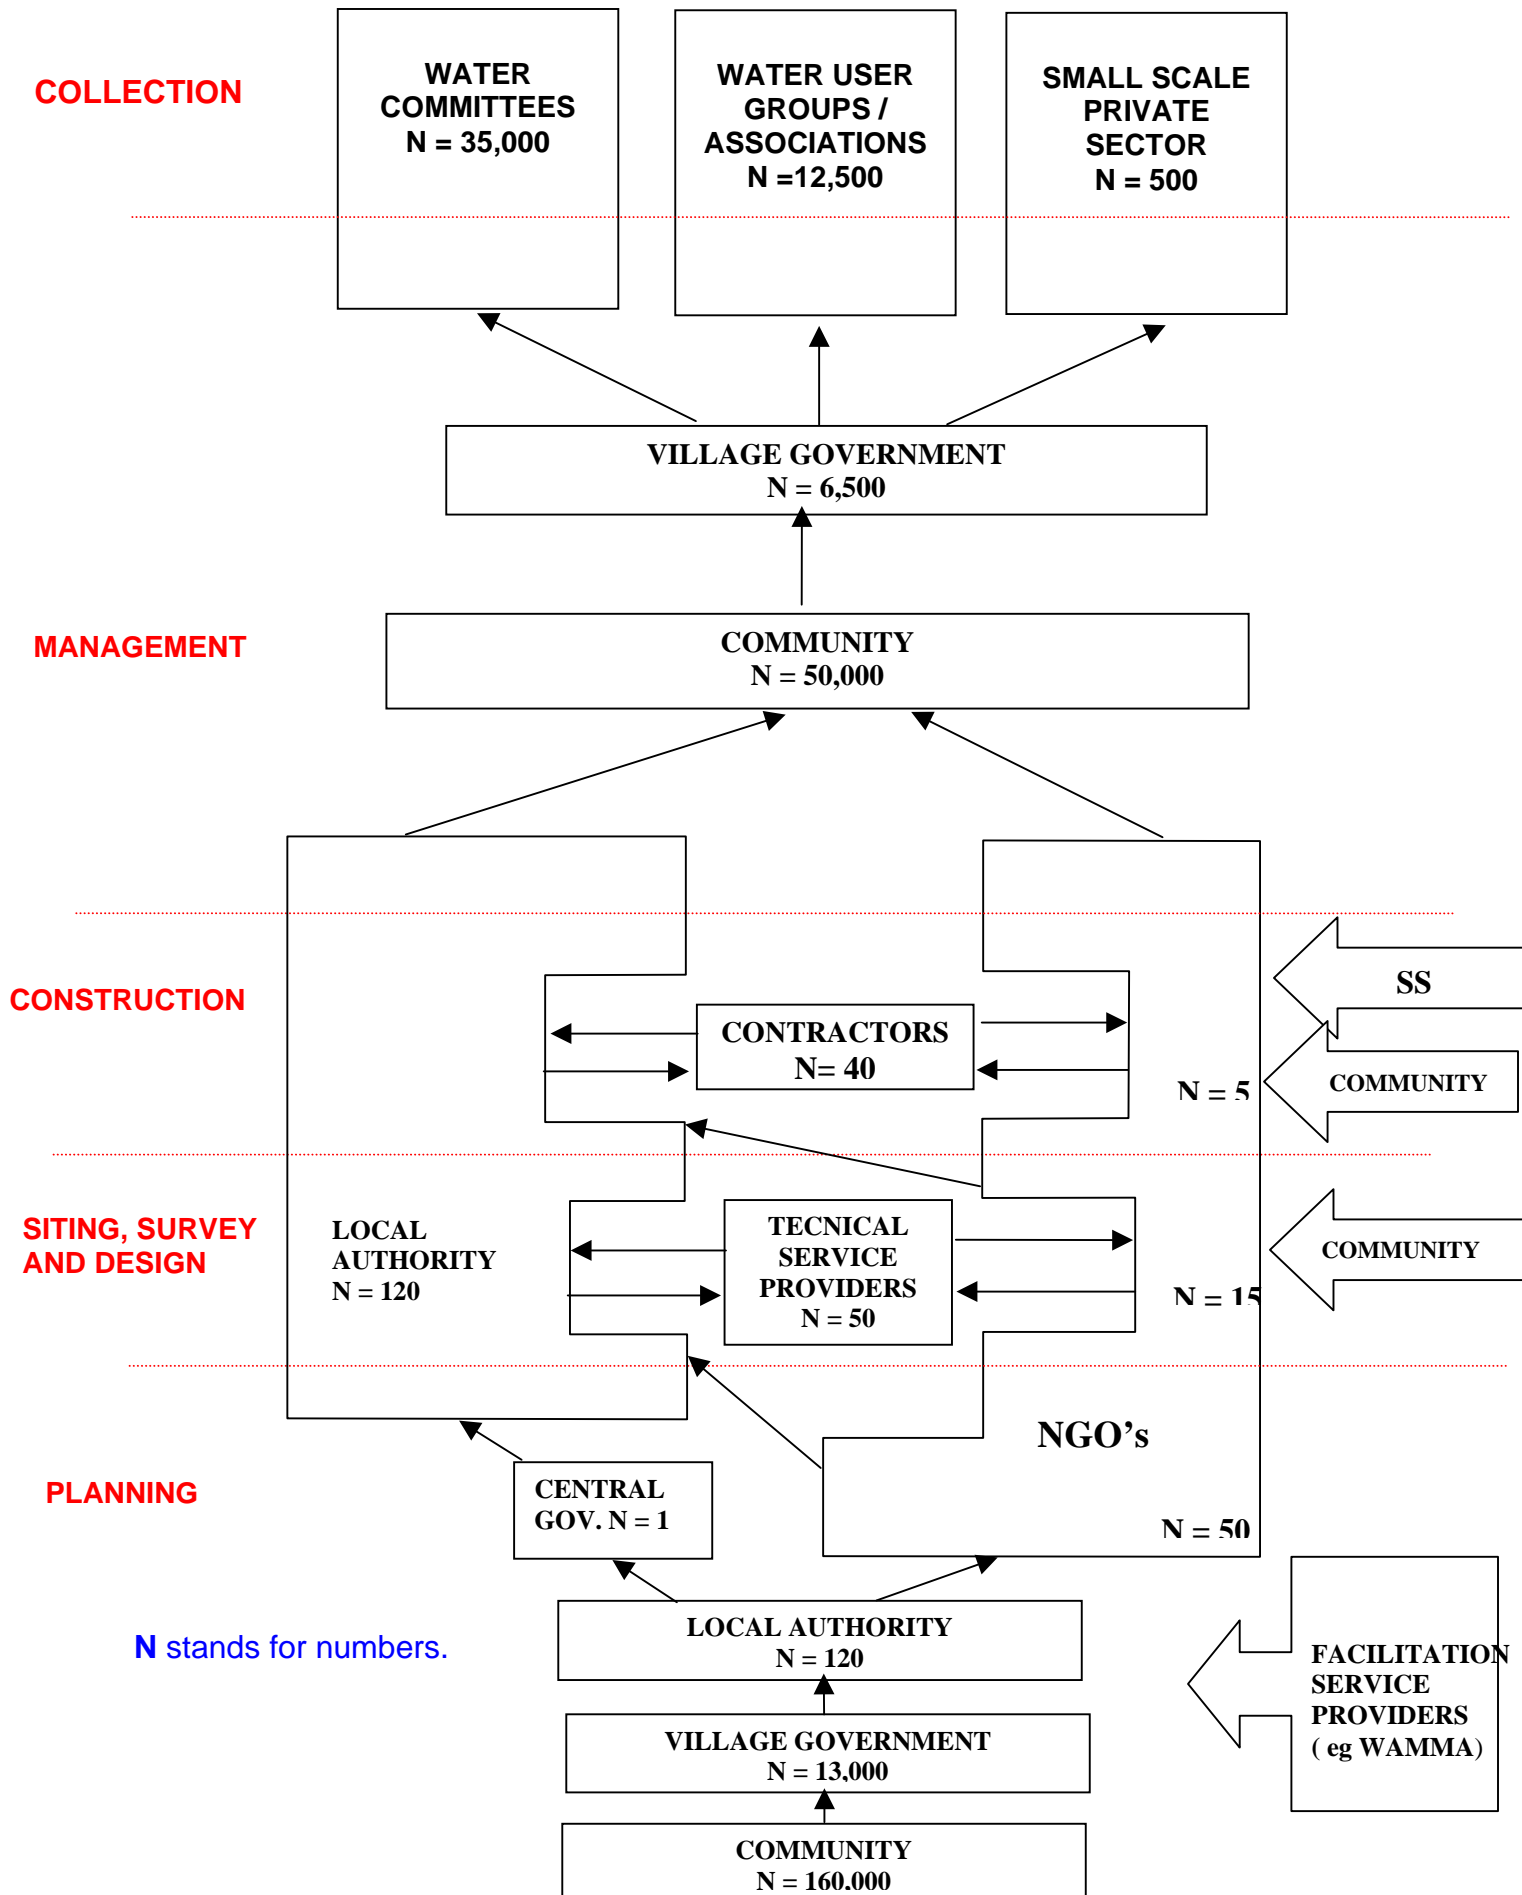 COLLECTION
WATER
COMMITTEES
N = 35,000
WATER USER
GROUPS /
ASSOCIATIONS
N =12,500
SMALL SCALE
PRIVATE
SECTOR
N = 500
VILLAGE GOVERNMENT
N = 6,500
MANAGEMENT
COMMUNITY
N = 50,000
CONSTRUCTION
CONTRACTORS
N= 40
N = 5
SS
COMMUNITY
SITING, SURVEY
AND DESIGN
LOCAL
AUTHORITY
N = 120
TECNICAL
SERVICE
PROVIDERS
N = 50
N = 15
COMMUNITY
PLANNING
CENTRAL
GOV. N = 1
NGO’s
N = 50
N stands for numbers.
LOCAL AUTHORITY
N = 120
VILLAGE GOVERNMENT
N = 13,000
COMMUNITY
N = 160,000
FACILITATION
SERVICE
PROVIDERS
( eg WAMMA)